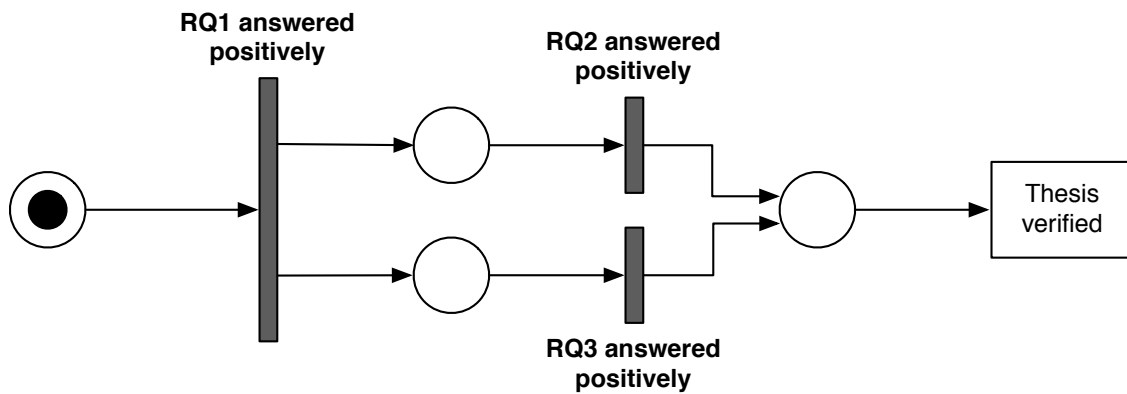 RQ1 answered
positively
RQ2 answered
positively
Thesis
verified
RQ3 answered
positively